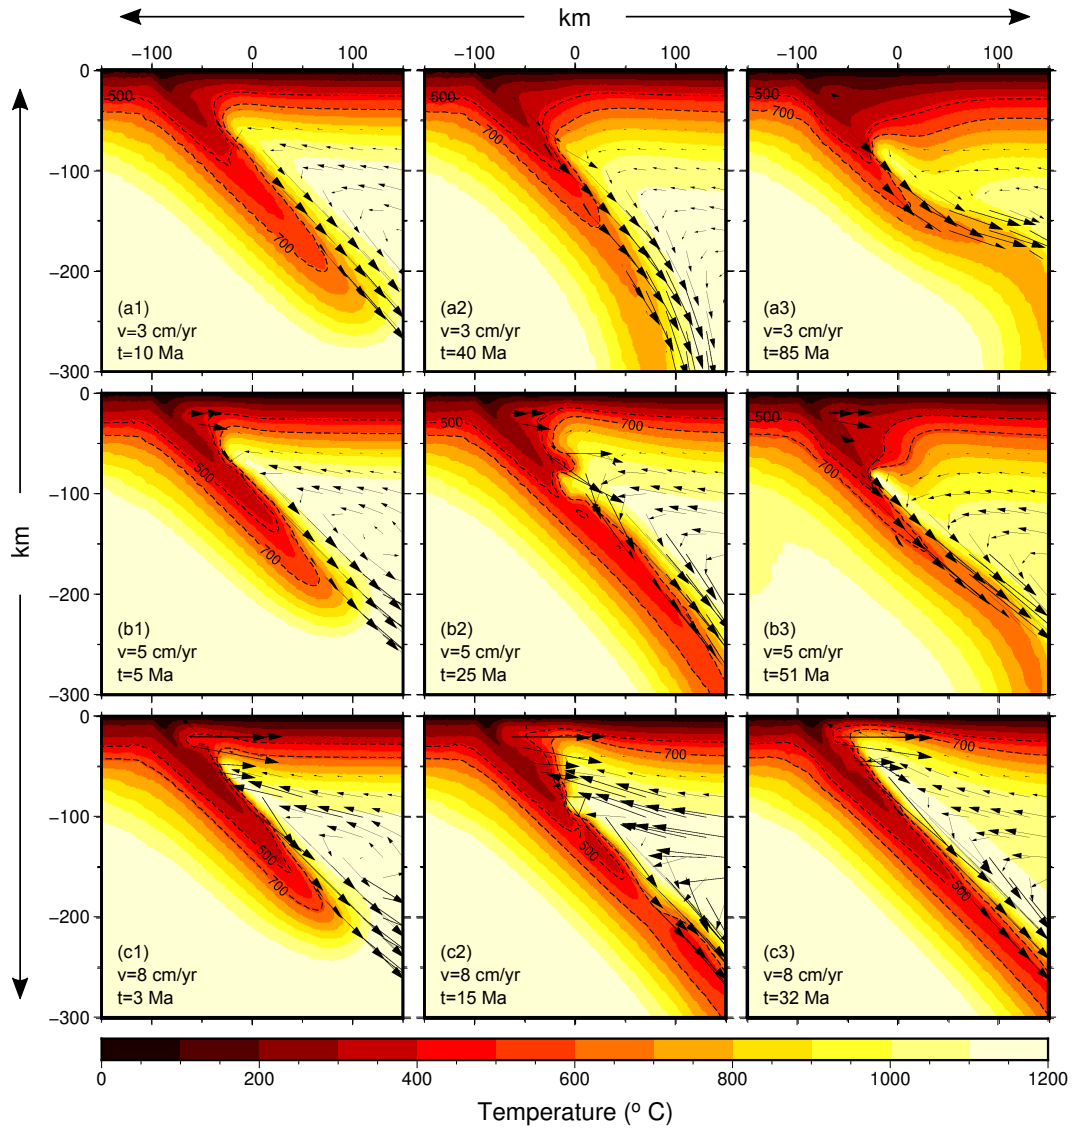 km
−100 0 100 −100 0 100 −100 0 100
0
−100
−200
−300
km
500
700
(a1)
v=3 cm/yr
t=10 Ma
500
700
(a2)
v=3 cm/yr
t=40 Ma
500
700
(a3)
v=3 cm/yr
t=85 Ma
0
−100
−200
−300
500
700
(b1)
v=5 cm/yr
t=5 Ma
500
700
(b2)
v=5 cm/yr
t=25 Ma
500
700
(b3)
v=5 cm/yr
t=51 Ma
0
−100
−200
−300
500
700
(c1)
v=8 cm/yr
t=3 Ma
700
500
(c2)
v=8 cm/yr
t=15 Ma
700
500
(c3)
v=8 cm/yr
t=32 Ma
0 200 400 600 800 1000 1200
Temperature (° C)